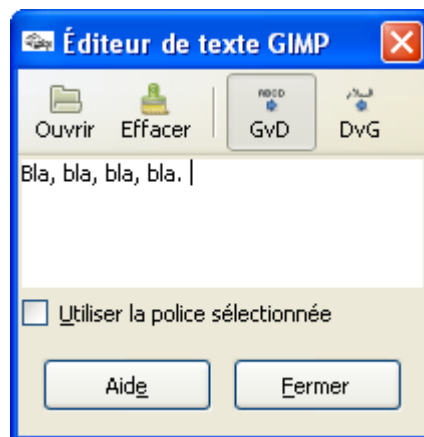 Éditeur de texte GIMP
Ouvrir Effacer GvD DvG
Bla, bla, bla, bla.
Utiliser la police sélectionnée
Aide Fermer